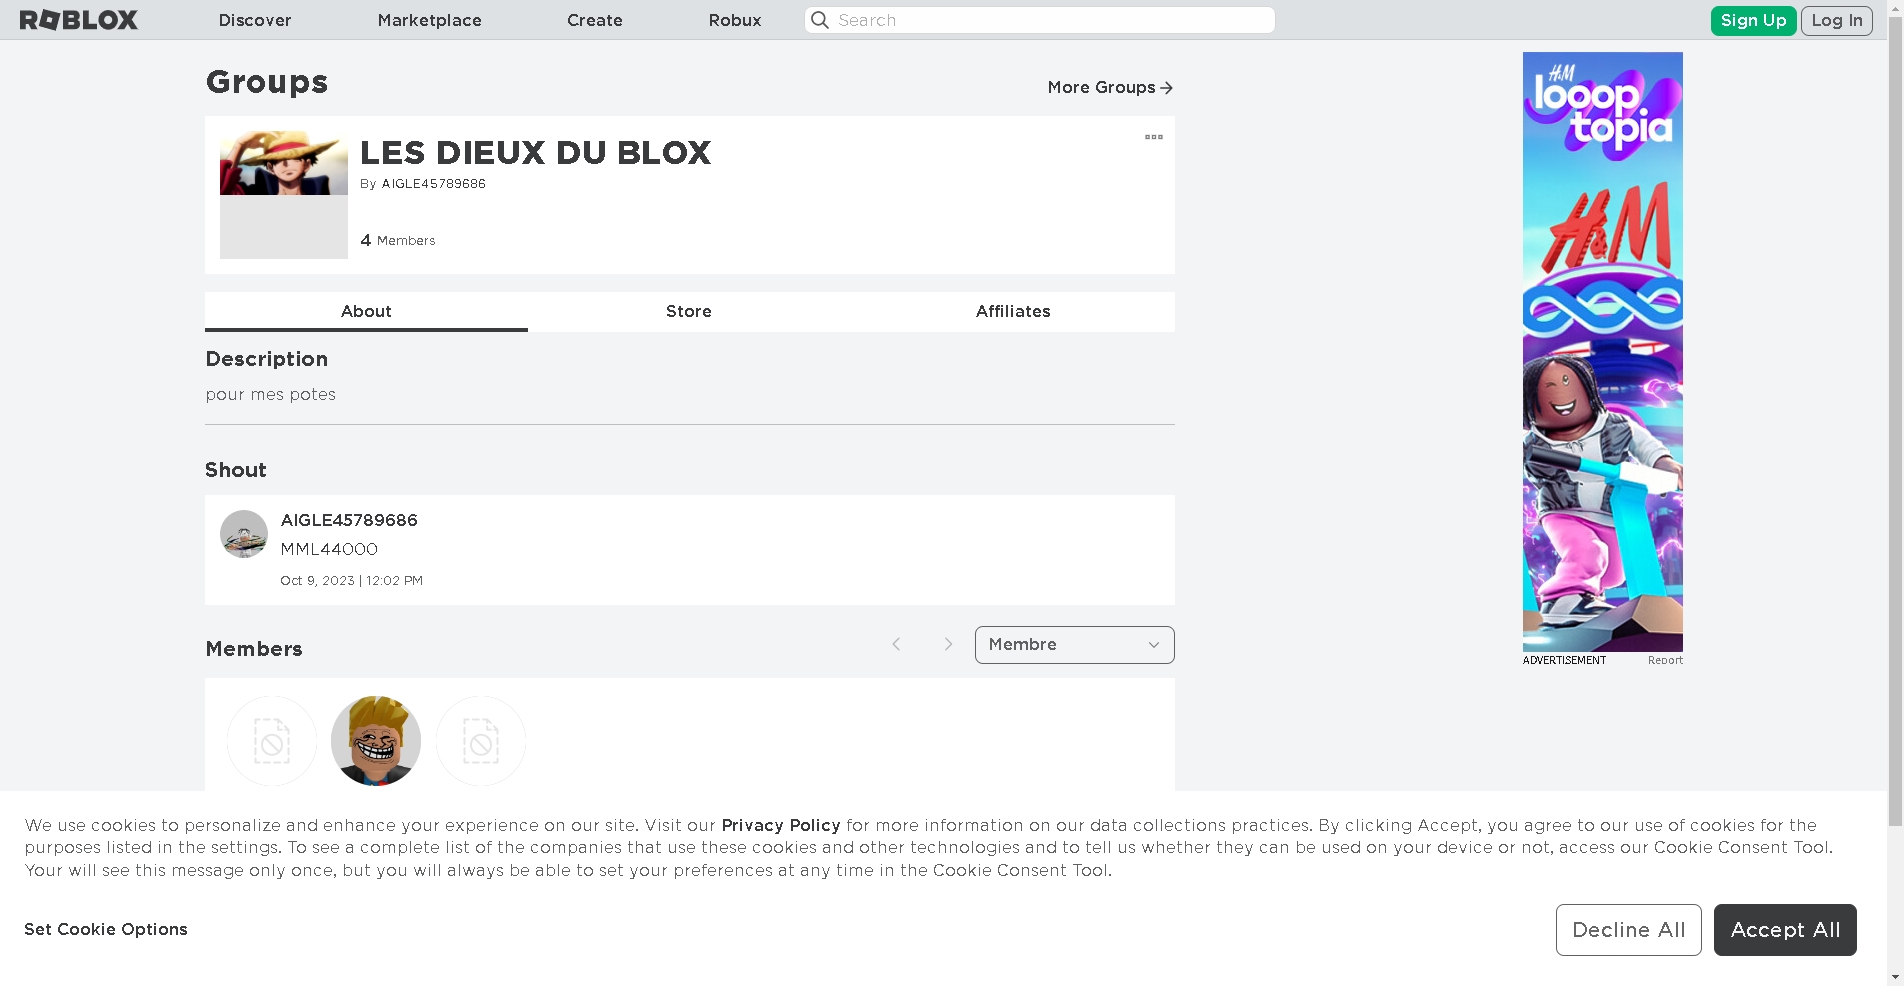 ROBLOX
Discover
Marketplace
Create
Robux
Search
Sign Up
Log In
Groups
More Groups
LES DIEUX DU BLOX
By AIGLE45789686
4 Members
About
Store
Affiliates
Description
pour mes potes
Shout
AIGLE45789686
MML44000
Oct 9, 2023 | 12:02 PM
Members
Membre
H&M
looop
topia
H&M
ADVERTISEMENT
Report
We use cookies to personalize and enhance your experience on our site. Visit our Privacy Policy for more information on our data collections practices. By clicking Accept, you agree to our use of cookies for the
purposes listed in the settings. To see a complete list of the companies that use these cookies and other technologies and to tell us whether they can be used on your device or not, access our Cookie Consent Tool.
Your will see this message only once, but you will always be able to set your preferences at any time in the Cookie Consent Tool.
Set Cookie Options
Decline All
Accept All